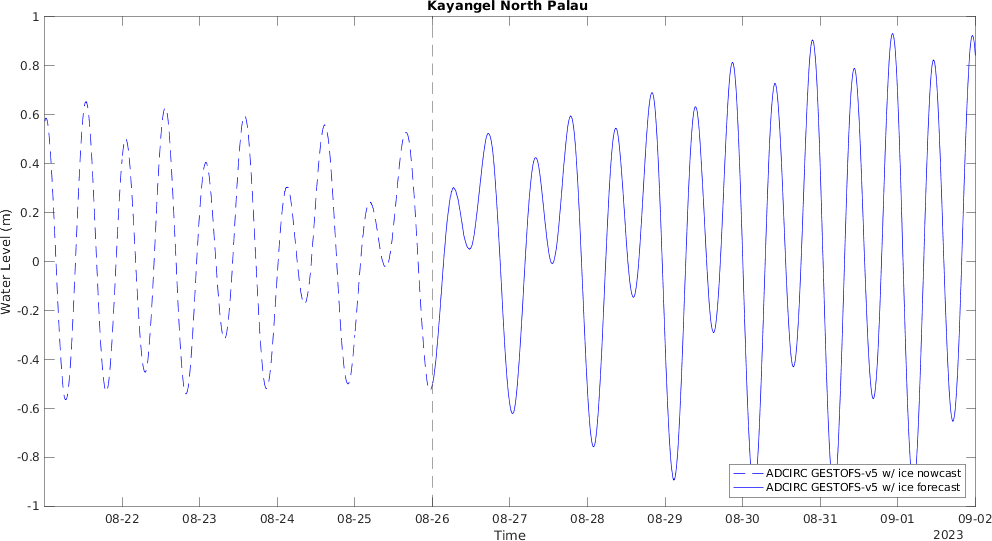 Kayangel North Palau
1
0.8
0.6
0.4
0.2
0
-0.2
-0.4
-0.6
-0.8
-1
Water Level (m)
ADCIRC GESTOFS-v5 w/ ice nowcast
ADCIRC GESTOFS-v5 w/ ice forecast
08-22 08-23 08-24 08-25 08-26 08-27 08-28 08-29 08-30 08-31 09-01 09-02
Time
2023